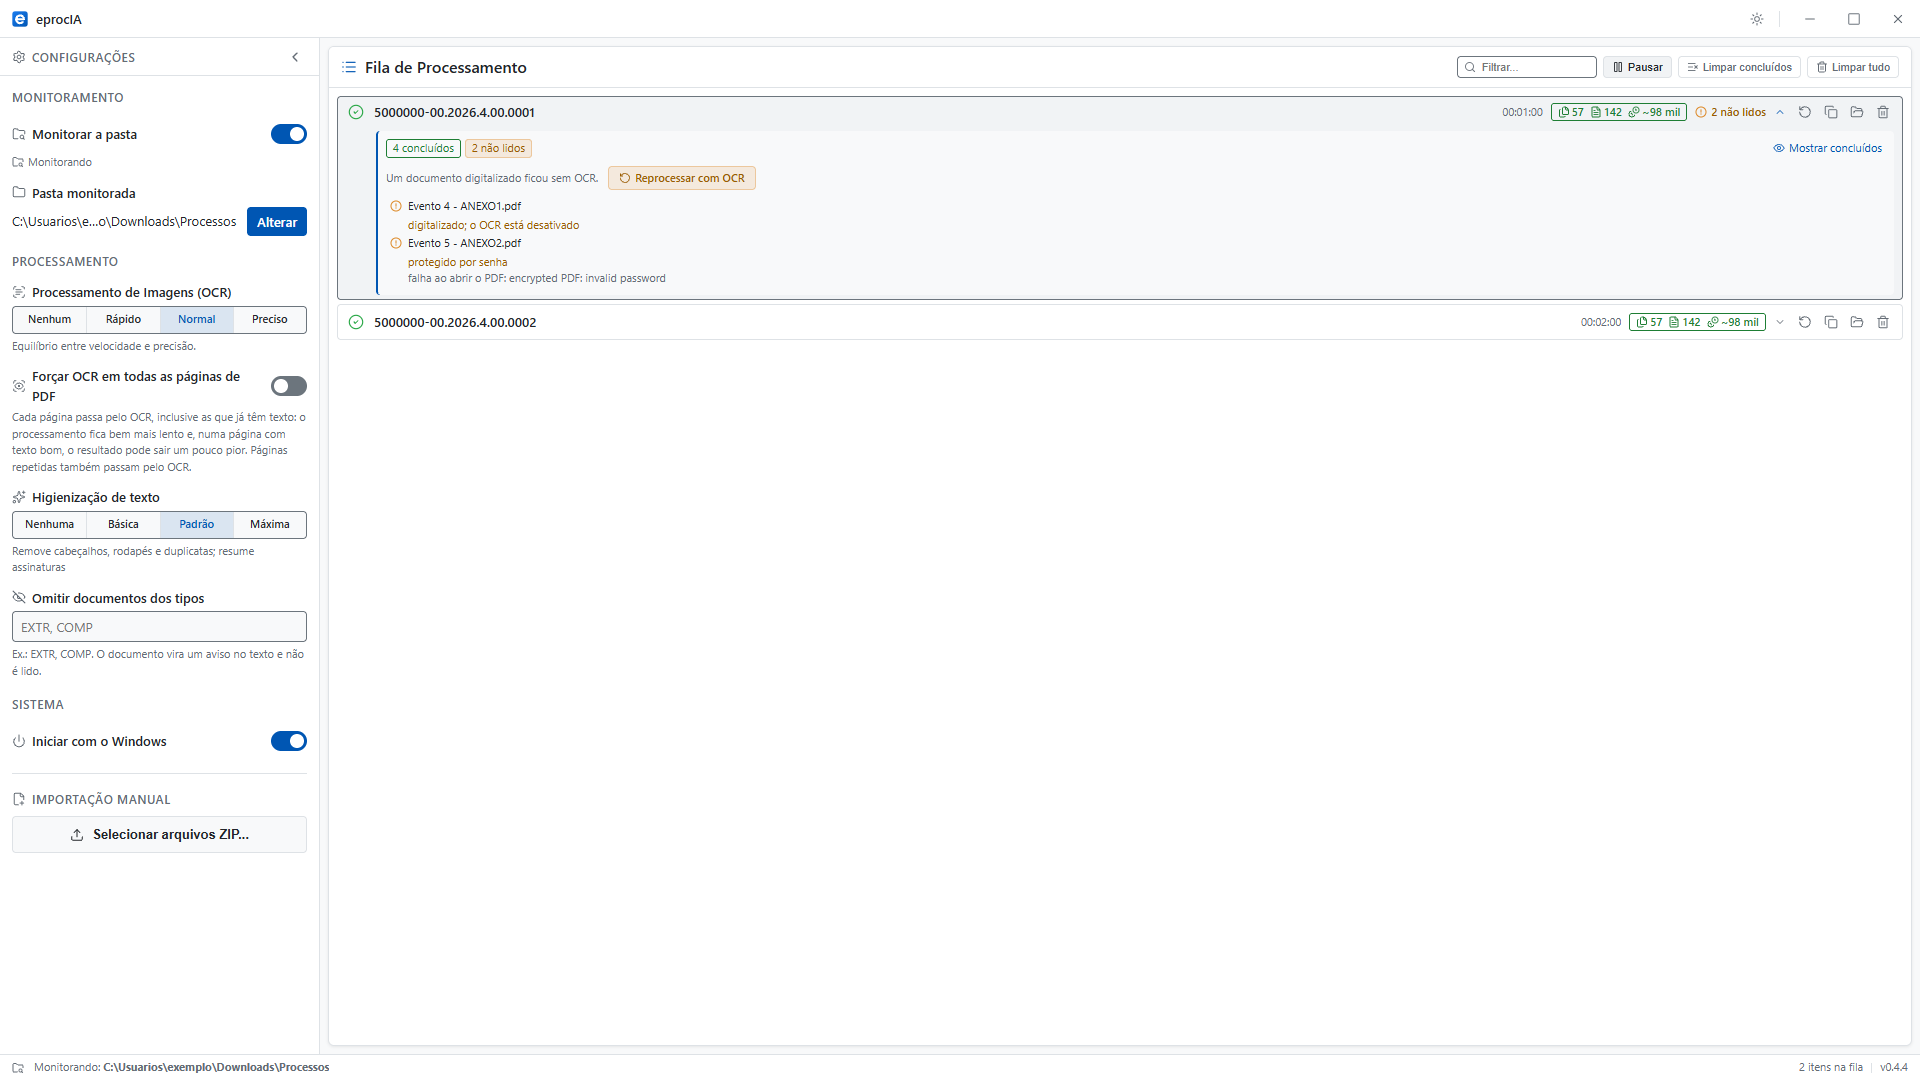 eprocIA
CONFIGURAÇÕES
MONITORAMENTO
Monitorar a pasta
Monitorando
Pasta monitorada
C:\Usuarios\e...o\Downloads\Processos
Alterar
PROCESSAMENTO
Processamento de Imagens (OCR)
Nenhum Rápido Normal Preciso
Equilíbrio entre velocidade e precisão.
Forçar OCR em todas as páginas de
PDF
Cada página passa pelo OCR, inclusive as que já têm texto: o
processamento fica bem mais lento e, numa página com
texto bom, o resultado pode sair um pouco pior. Páginas
repetidas também passam pelo OCR.
Higienização de texto
Nenhuma Básica Padrão Máxima
Remove cabeçalhos, rodapés e duplicatas; resume
assinaturas
Omitir documentos dos tipos
EXTR, COMP
Ex.: EXTR, COMP. O documento vira um aviso no texto e não
é lido.
SISTEMA
Iniciar com o Windows
IMPORTAÇÃO MANUAL
Selecionar arquivos ZIP...
Fila de Processamento
Filtrar...
Pausar
Limpar concluídos
Limpar tudo
5000000-00.2026.4.00.0001
00:01:00 57 142 ~98 mil 2 não lidos
4 concluídos 2 não lidos
Mostrar concluídos
Um documento digitalizado ficou sem OCR. Reprocessar com OCR
Evento 4 - ANEXO1.pdf
digitalizado; o OCR está desativado
Evento 5 - ANEXO2.pdf
protegido por senha
falha ao abrir o PDF: encrypted PDF: invalid password
5000000-00.2026.4.00.0002
00:02:00 57 142 ~98 mil
Monitorando: C:\Usuarios\exemplo\Downloads\Processos
2 itens na fila v0.4.4